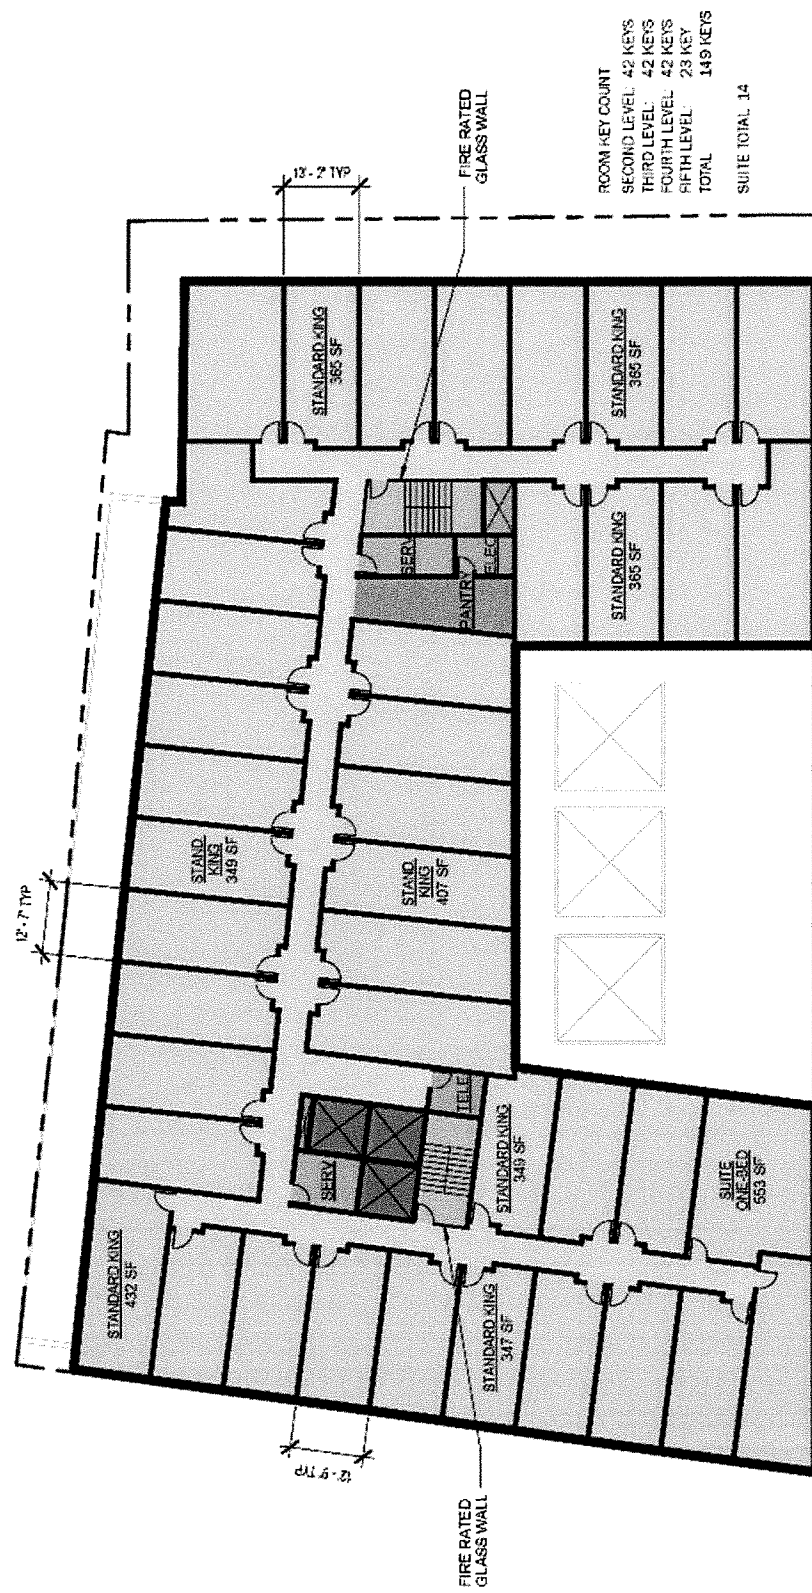 ROOM KEY COUNT
SECOND LEVEL: 42 KEYS
THIRD LEVEL: 42 KEYS
FOURTH LEVEL: 42 KEYS
FIFTH LEVEL: 23 KEY
TOTAL 149 KEYS
SUITE TOTAL 14
FIRE RATED
GLASS WALL
13'- 2" TYP
STANDARD KING
365 SF
STANDARD KING
365 SF
STANDARD KING
365 SF
SERV
ELEC
PANTRY
12'- 7" TYP
STAND
KING
349 SF
STAND
KING
407 SF
TELE
SERV
STANDARD KING
349 SF
SUITE
ONE-BED
553 SF
STANDARD KING
432 SF
STANDARD KING
347 SF
12'- 9" TYP
FIRE RATED
GLASS WALL